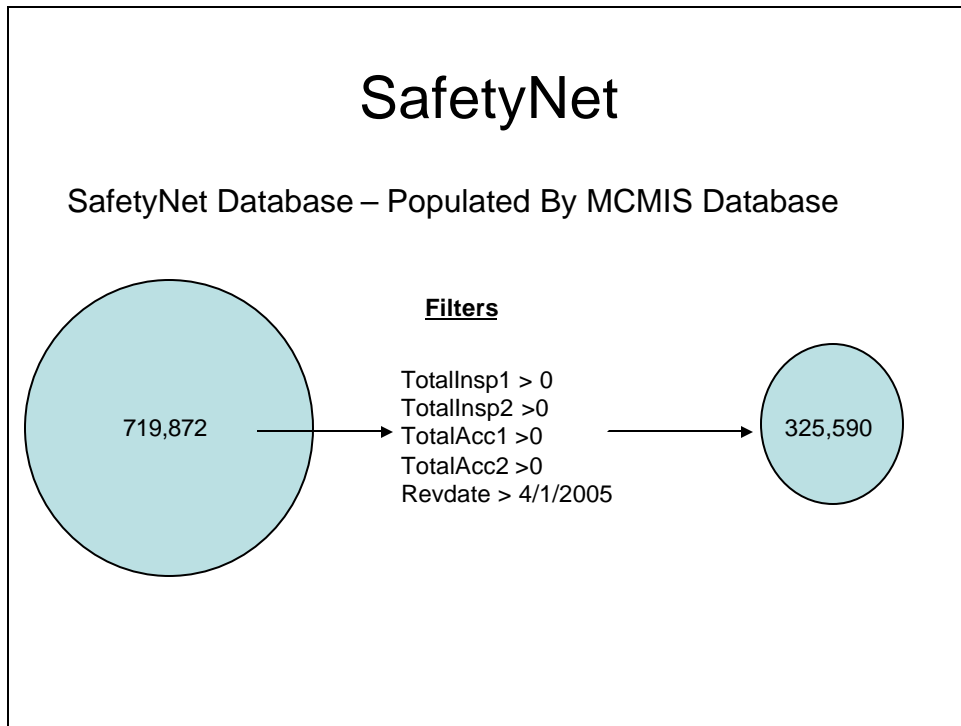 SafetyNet
SafetyNet Database – Populated By MCMIS Database
Filters
719,872
TotalInsp1 > 0
TotalInsp2 >0
TotalAcc1 >0
TotalAcc2 >0
Revdate > 4/1/2005
325,590